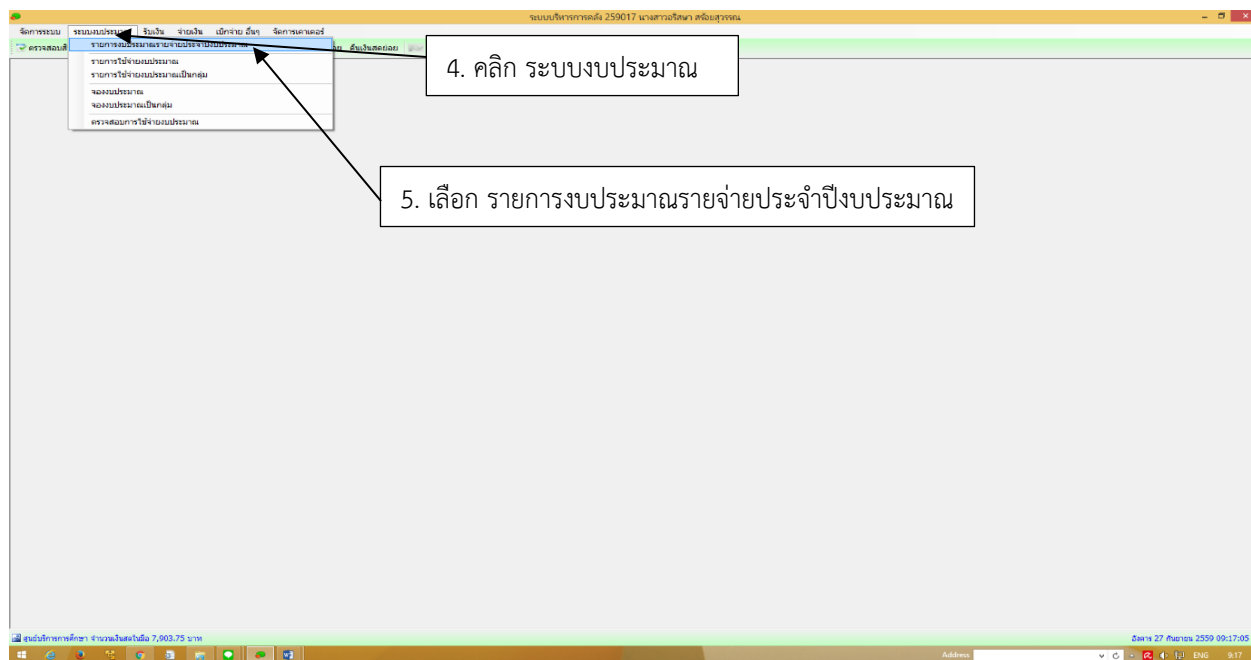 ระบบบริหารการคลัง 259017 นางสาวอริสษา สร้อยสุวรรณ
จัดการระบบ ระบบงบประมาณ รับเงิน จ่ายเงิน เบิกจ่าย อื่นๆ จัดการเคาเตอร์
ตรวจสอบสิ คืนเงินสดย่อย
รายการงบประมาณรายจ่ายประจำปีงบประมาณ
รายการใช้จ่ายงบประมาณ
รายการใช้จ่ายงบประมาณเป็นกลุ่ม
จองงบประมาณ
จองงบประมาณเป็นกลุ่ม
ตรวจสอบการใช้จ่ายงบประมาณ
4. คลิก ระบบงบประมาณ
5. เลือก รายการงบประมาณรายจ่ายประจำปีงบประมาณ
ศูนย์บริการการศึกษา จำนวนเงินสดในมือ 7,903.75 บาท
อังคาร 27 กันยายน 2559 09:17:05
Address
ENG 9:17